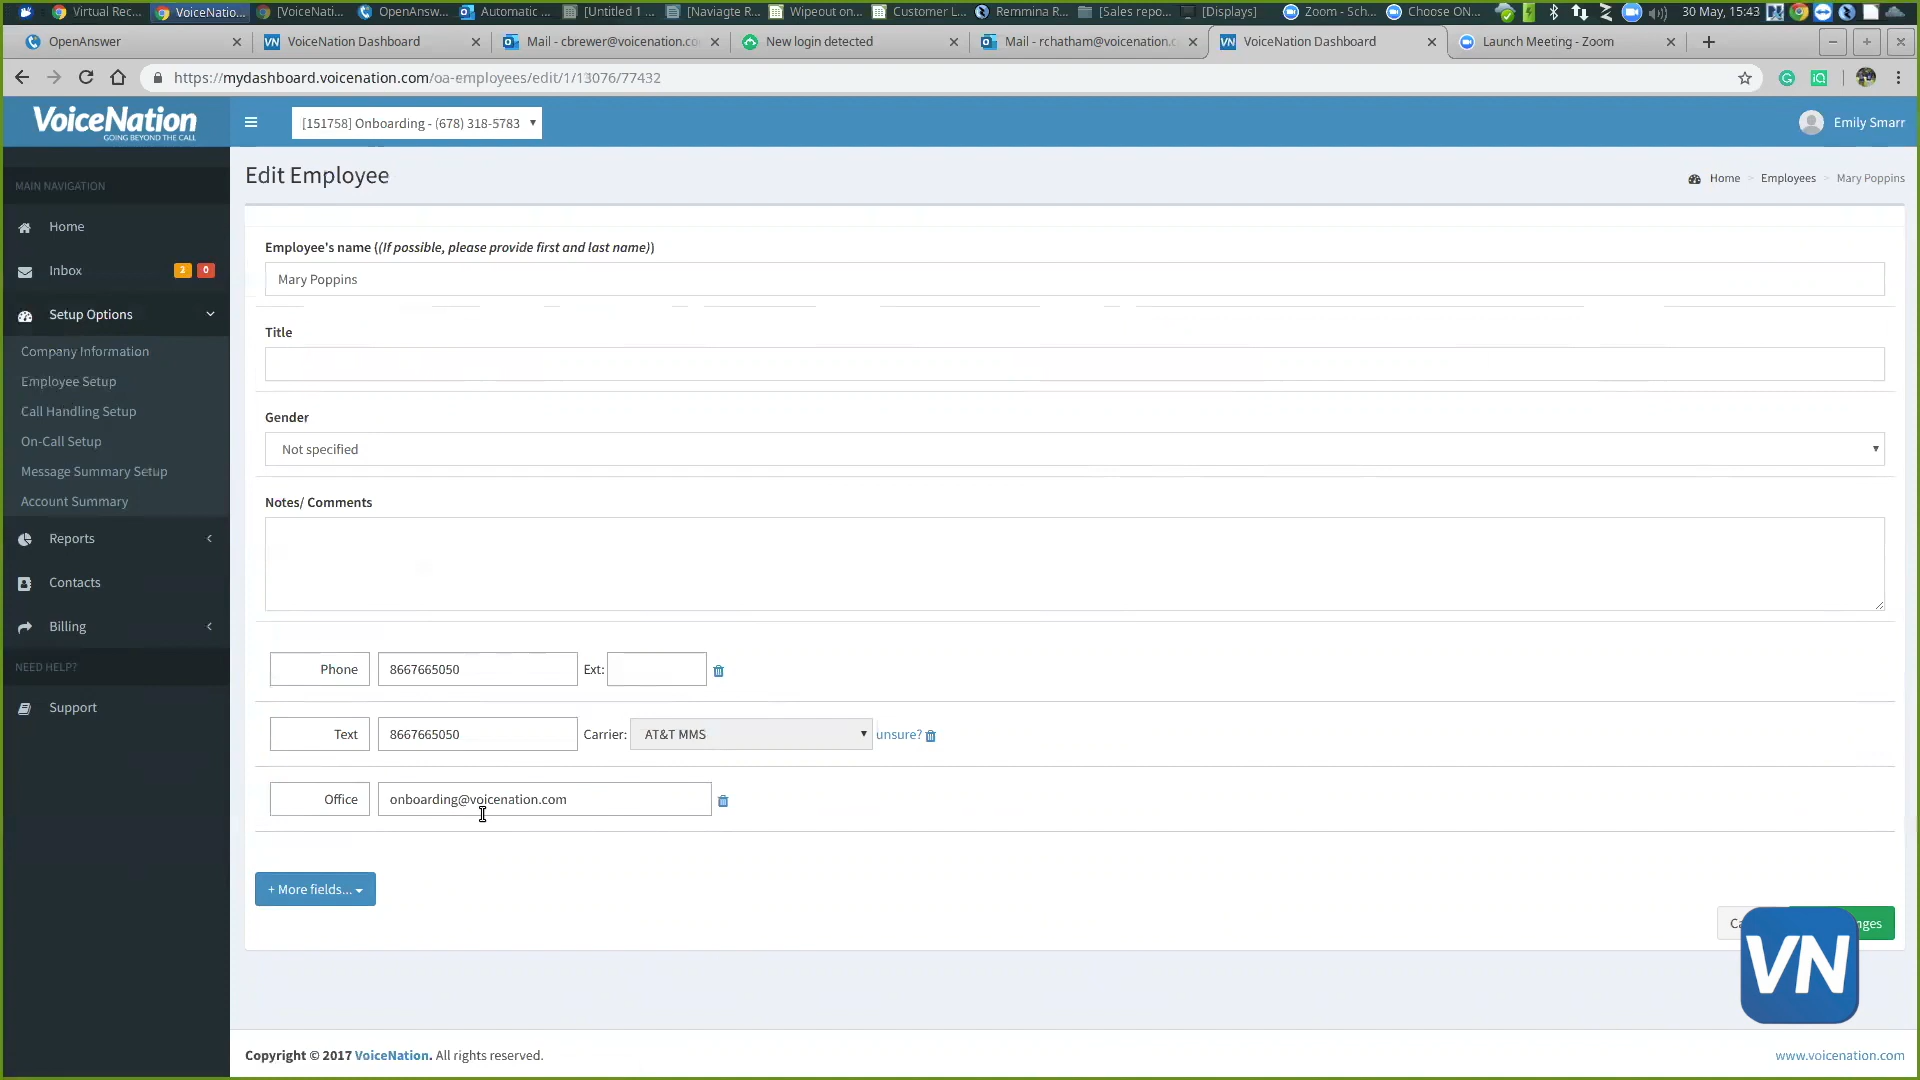 Virtual Rec...
VoiceNatio...
[VoiceNati...
OpenAnsw...
Automatic ...
[Untitled 1 ...
[Naviagte R...
Wipeout on...
Customer L...
Remmina R...
[Sales repo...
[Displays]
Zoom - Sch...
Choose ON...
30 May, 15:43
OpenAnswer
VoiceNation Dashboard
Mail - cbrewer@voicenation.co
New login detected
Mail - rchatham@voicenation.c
VoiceNation Dashboard
Launch Meeting - Zoom
https://mydashboard.voicenation.com/oa-employees/edit/1/13076/77432
VoiceNation
GOING BEYOND THE CALL
[151758] Onboarding - (678) 318-5783
Emily Smarr
MAIN NAVIGATION
Home
Inbox
2
0
Setup Options
Company Information
Employee Setup
Call Handling Setup
On-Call Setup
Message Summary Setup
Account Summary
Reports
Contacts
Billing
NEED HELP?
Support
Edit Employee
Home
Employees
Mary Poppins
Employee's name ((If possible, please provide first and last name))
Mary Poppins
Title
Gender
Not specified
Notes/ Comments
Phone
8667665050
Ext:
Text
8667665050
Carrier:
AT&T MMS
unsure?
Office
onboarding@voicenation.com
+ More fields...
VN
Copyright © 2017 VoiceNation. All rights reserved.
www.voicenation.com